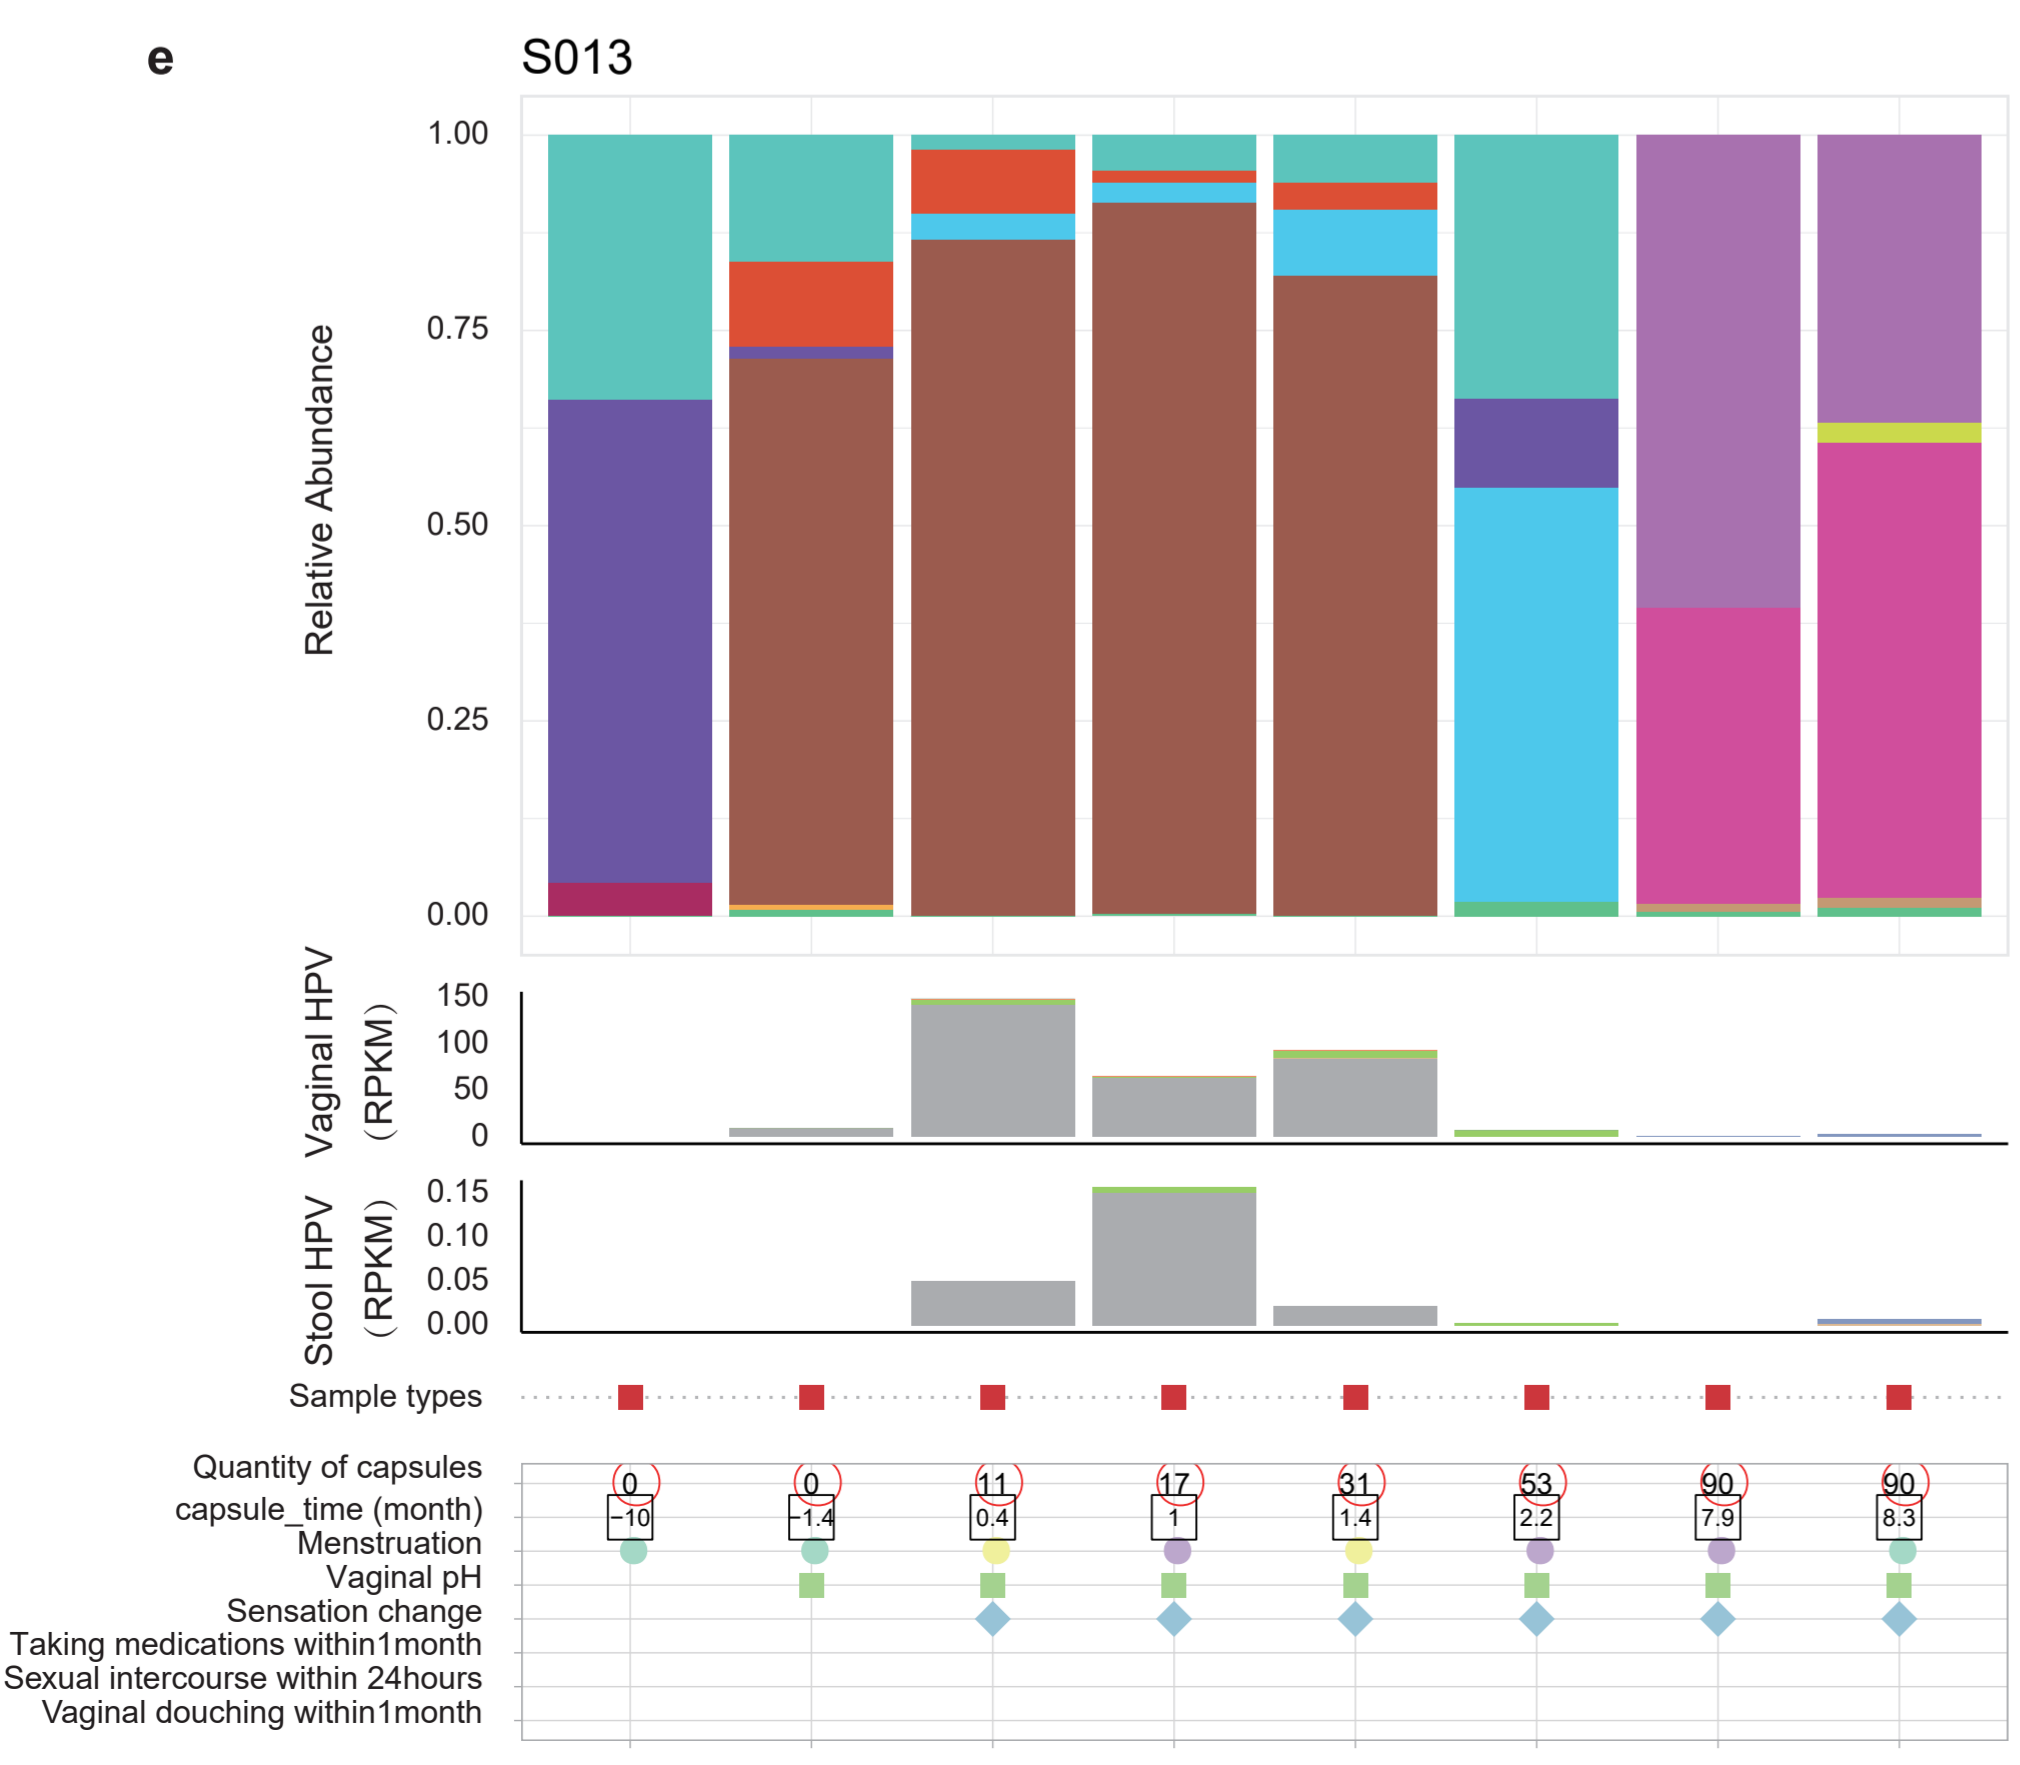 e
S013
Relative Abundance
1.00
0.75
0.50
0.25
0.00
Vaginal HPV
（RPKM）
150
100
50
0
Stool HPV
（RPKM）
0.15
0.10
0.05
0.00
Sample types
Quantity of capsules 0 0 11 17 31 53 90 90
capsule_time (month) −10 −1.4 0.4 1 1.4 2.2 7.9 8.3
Menstruation
Vaginal pH
Sensation change
Taking medications within1month
Sexual intercourse within 24hours
Vaginal douching within1month